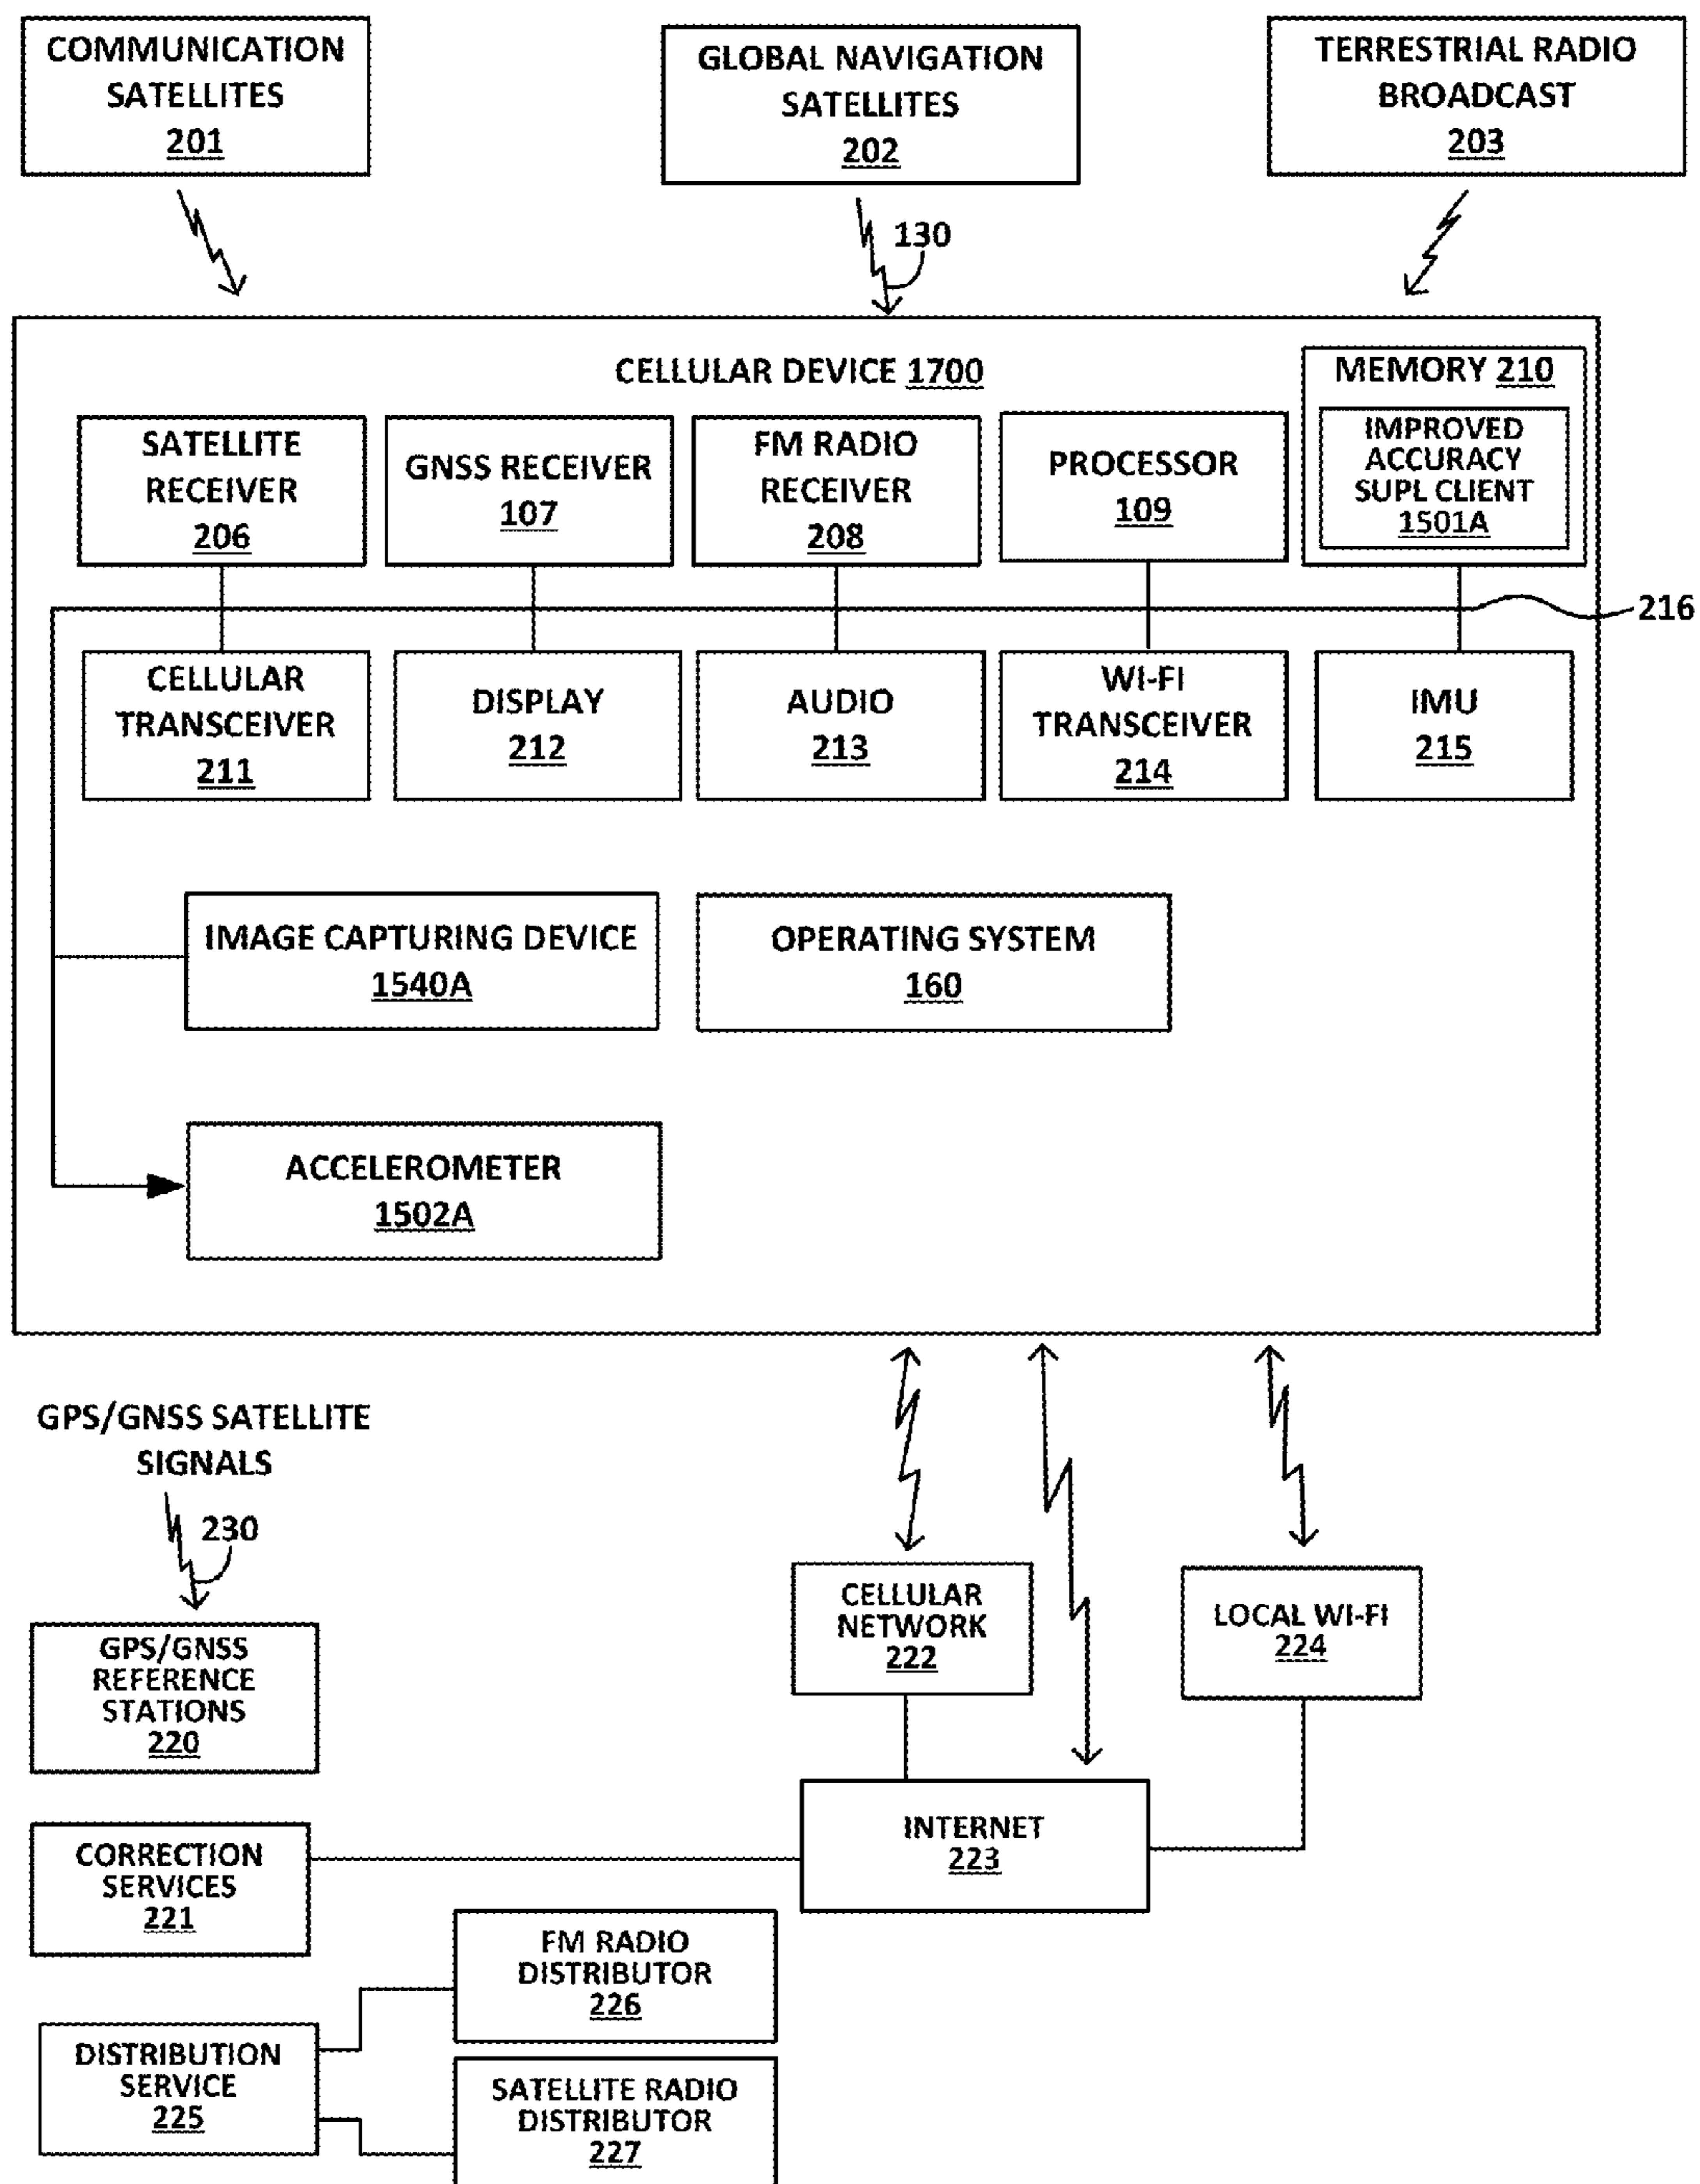 COMMUNICATION
SATELLITES
201
GLOBAL NAVIGATION
SATELLITES
202
TERRESTRIAL RADIO
BROADCAST
203
130
CELLULAR DEVICE 1700
MEMORY 210
IMPROVED
ACCURACY
SUPL CLIENT
1501A
SATELLITE
RECEIVER
206
GNSS RECEIVER
107
FM RADIO
RECEIVER
208
PROCESSOR
109
216
CELLULAR
TRANSCEIVER
211
DISPLAY
212
AUDIO
213
WI-FI
TRANSCEIVER
214
IMU
215
IMAGE CAPTURING DEVICE
1540A
OPERATING SYSTEM
160
ACCELEROMETER
1502A
GPS/GNSS SATELLITE
SIGNALS
230
GPS/GNSS
REFERENCE
STATIONS
220
CELLULAR
NETWORK
222
LOCAL WI-FI
224
INTERNET
223
CORRECTION
SERVICES
221
FM RADIO
DISTRIBUTOR
226
DISTRIBUTION
SERVICE
225
SATELLITE RADIO
DISTRIBUTOR
227